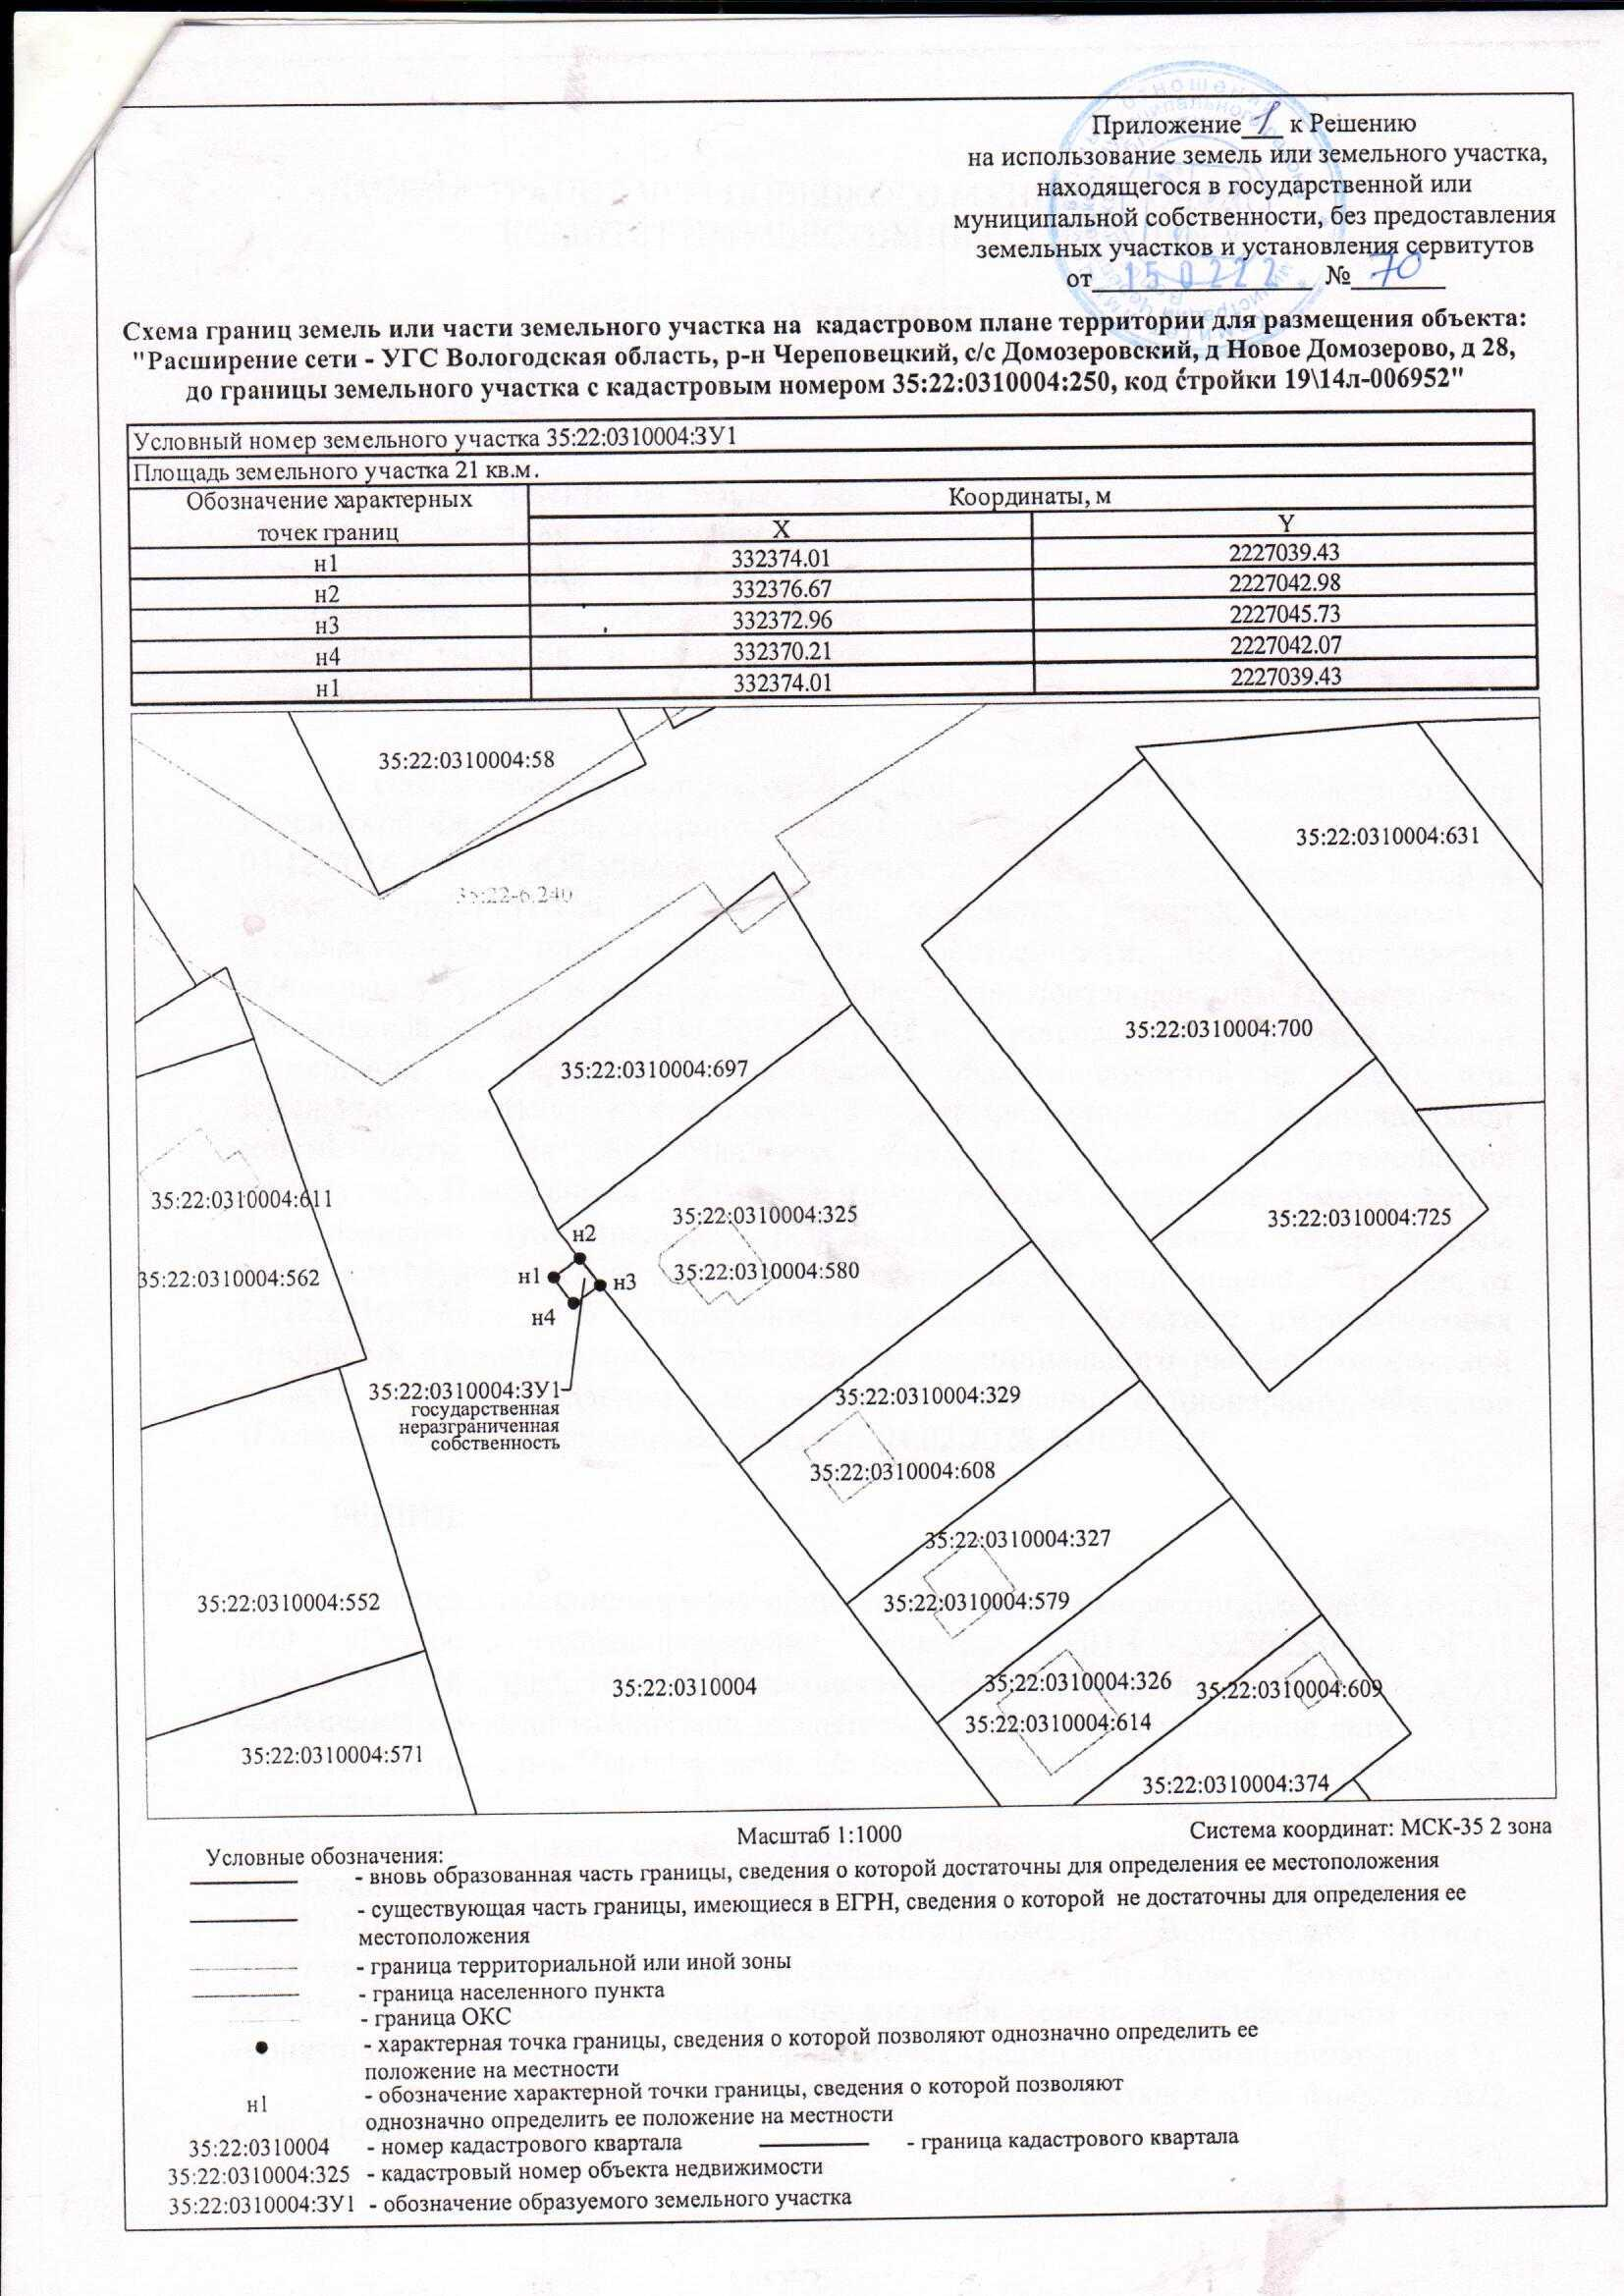 Приложение 1 к Решению
на использование земель или земельного участка,
находящегося в государственной или
муниципальной собственности, без предоставления
земельных участков и установления сервитутов
от 150222 № 70
Схема границ земель или части земельного участка на кадастровом плане территории для размещения объекта:
"Расширение сети - УГС Вологодская область, р-н Череповецкий, с/с Домозеровский, д Новое Домозерово, д 28,
до границы земельного участка с кадастровым номером 35:22:0310004:250, код стройки 19\14л-006952"
Условный номер земельного участка 35:22:0310004:ЗУ1
Площадь земельного участка 21 кв.м.
Обозначение характерных точек границ
Координаты, м
X Y
н1 332374.01 2227039.43
н2 332376.67 2227042.98
н3 332372.96 2227045.73
н4 332370.21 2227042.07
н1 332374.01 2227039.43
35:22:0310004:58
35:22:0310004:631
35:22-6.240
35:22:0310004:700
35:22:0310004:697
35:22:0310004:611
35:22:0310004:325
35:22:0310004:725
н2
35:22:0310004:562
н1
н3
35:22:0310004:580
н4
35:22:0310004:ЗУ1
государственная
неразграниченная
собственность
35:22:0310004:329
35:22:0310004:608
35:22:0310004:327
35:22:0310004:552
35:22:0310004:579
35:22:0310004
35:22:0310004:326
35:22:0310004:609
35:22:0310004:614
35:22:0310004:571
35:22:0310004:374
Масштаб 1:1000
Система координат: МСК-35 2 зона
Условные обозначения:
- вновь образованная часть границы, сведения о которой достаточны для определения ее местоположения
- существующая часть границы, имеющиеся в ЕГРН, сведения о которой не достаточны для определения ее
местоположения
- граница территориальной или иной зоны
- граница населенного пункта
- граница ОКС
- характерная точка границы, сведения о которой позволяют однозначно определить ее
положение на местности
н1 - обозначение характерной точки границы, сведения о которой позволяют
однозначно определить ее положение на местности
35:22:0310004 - номер кадастрового квартала - граница кадастрового квартала
35:22:0310004:325 - кадастровый номер объекта недвижимости
35:22:0310004:ЗУ1 - обозначение образуемого земельного участка